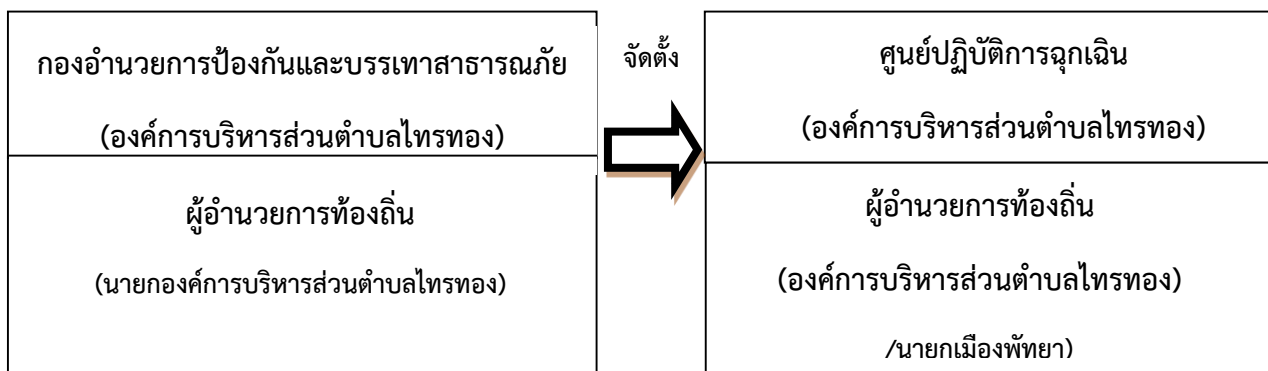 กองอำนวยการป้องกันและบรรเทาสาธารณภัย
(องค์การบริหารส่วนตำบลไทรทอง)
ผู้อำนวยการท้องถิ่น
(นายกองค์การบริหารส่วนตำบลไทรทอง)
จัดตั้ง
ศูนย์ปฏิบัติการฉุกเฉิน
(องค์การบริหารส่วนตำบลไทรทอง)
ผู้อำนวยการท้องถิ่น
(องค์การบริหารส่วนตำบลไทรทอง)
/นายกเมืองพัทยา)